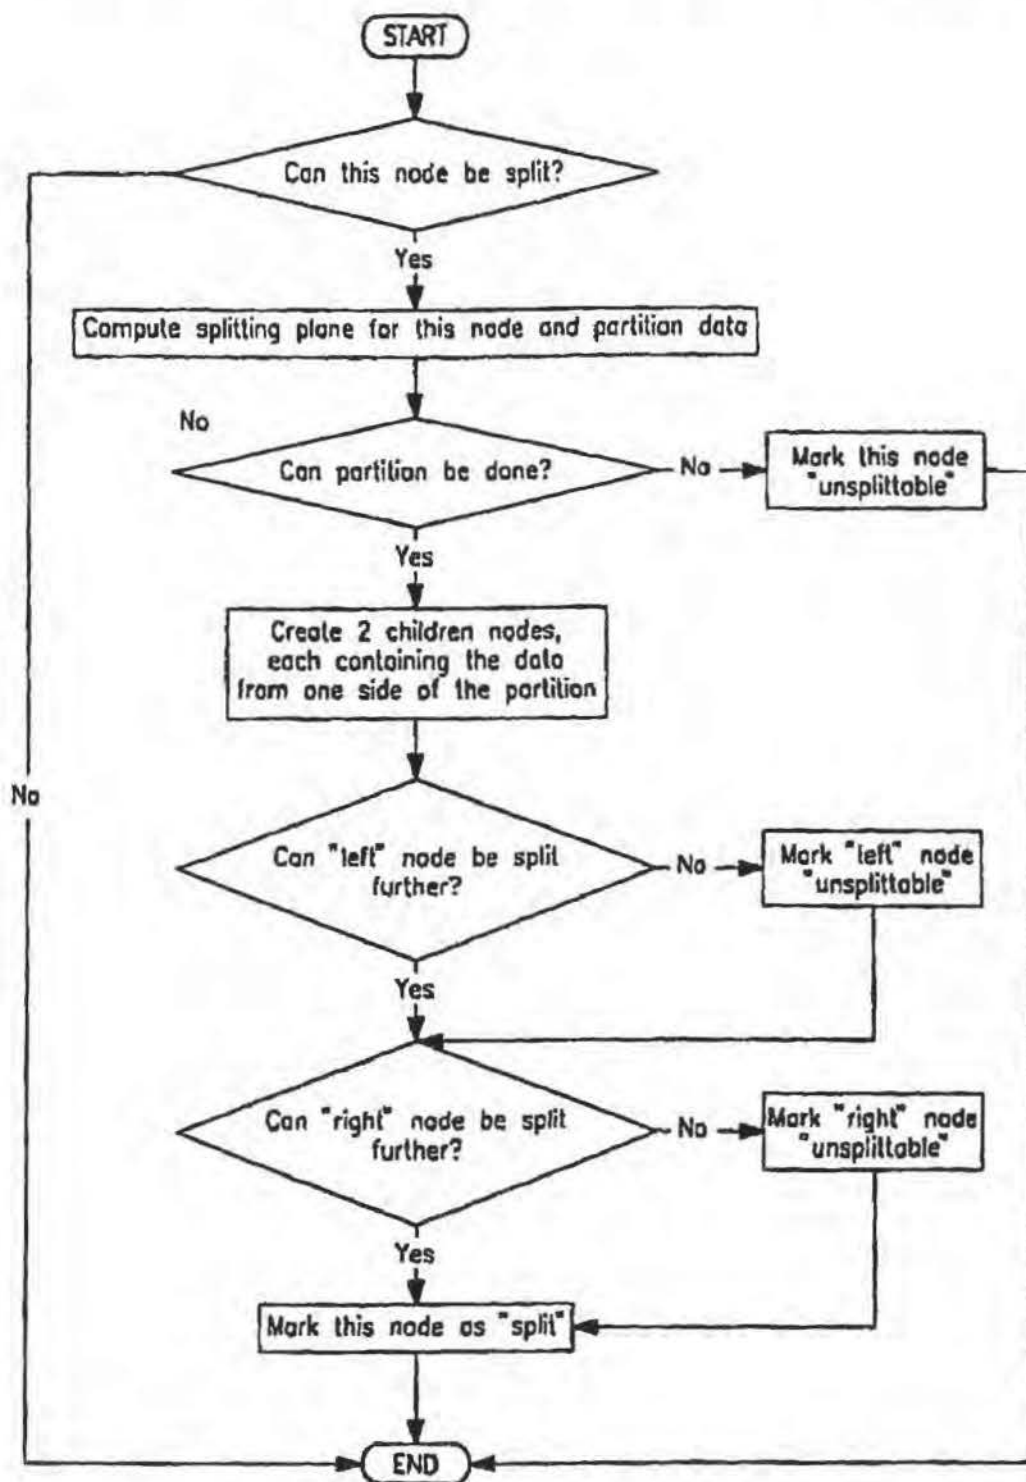 START
Can this node be split?
Yes
Compute splitting plane for this node and partition data
No
Can partition be done?
No
Mark this node
"unsplittable"
Yes
Create 2 children nodes,
each containing the data
from one side of the partition
No
Can "left" node be split
further?
No
Mark "left" node
"unsplittable"
Yes
Can "right" node be split
further?
No
Mark "right" node
"unsplittable"
Yes
Mark this node as "split"
END